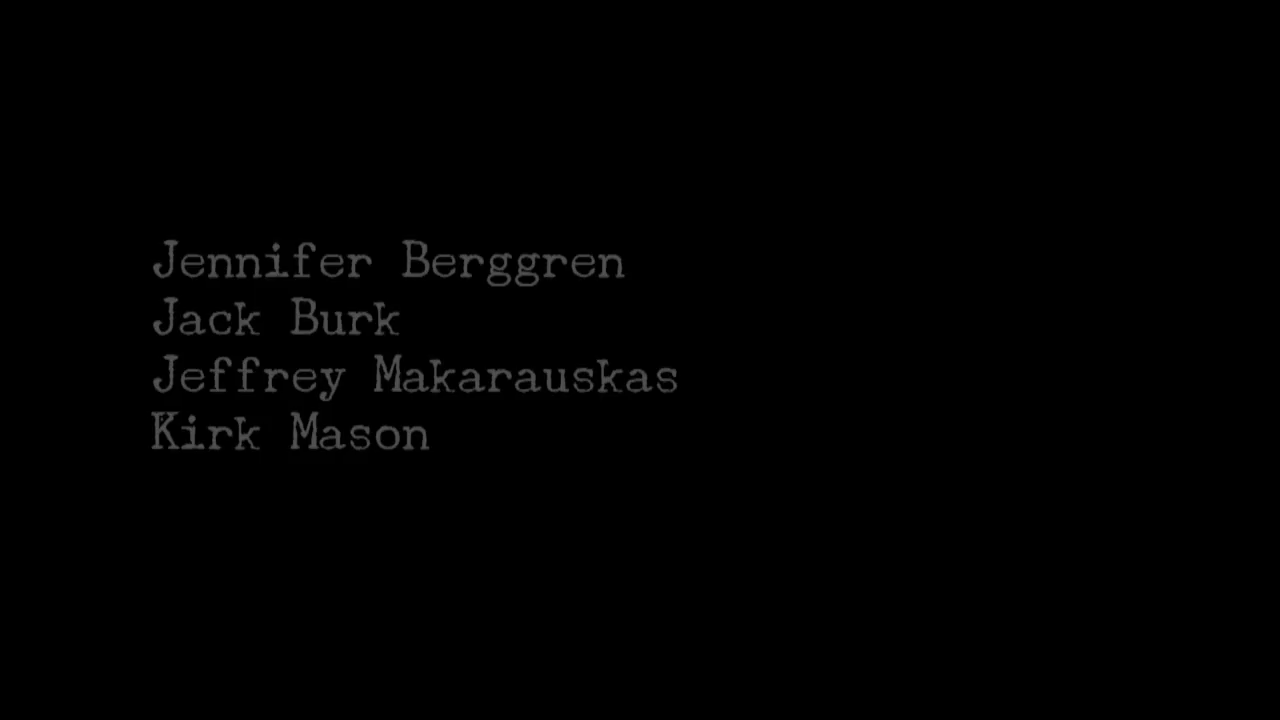 Jennifer Berggren
Jack Burk
Jeffrey Makarauskas
Kirk Mason